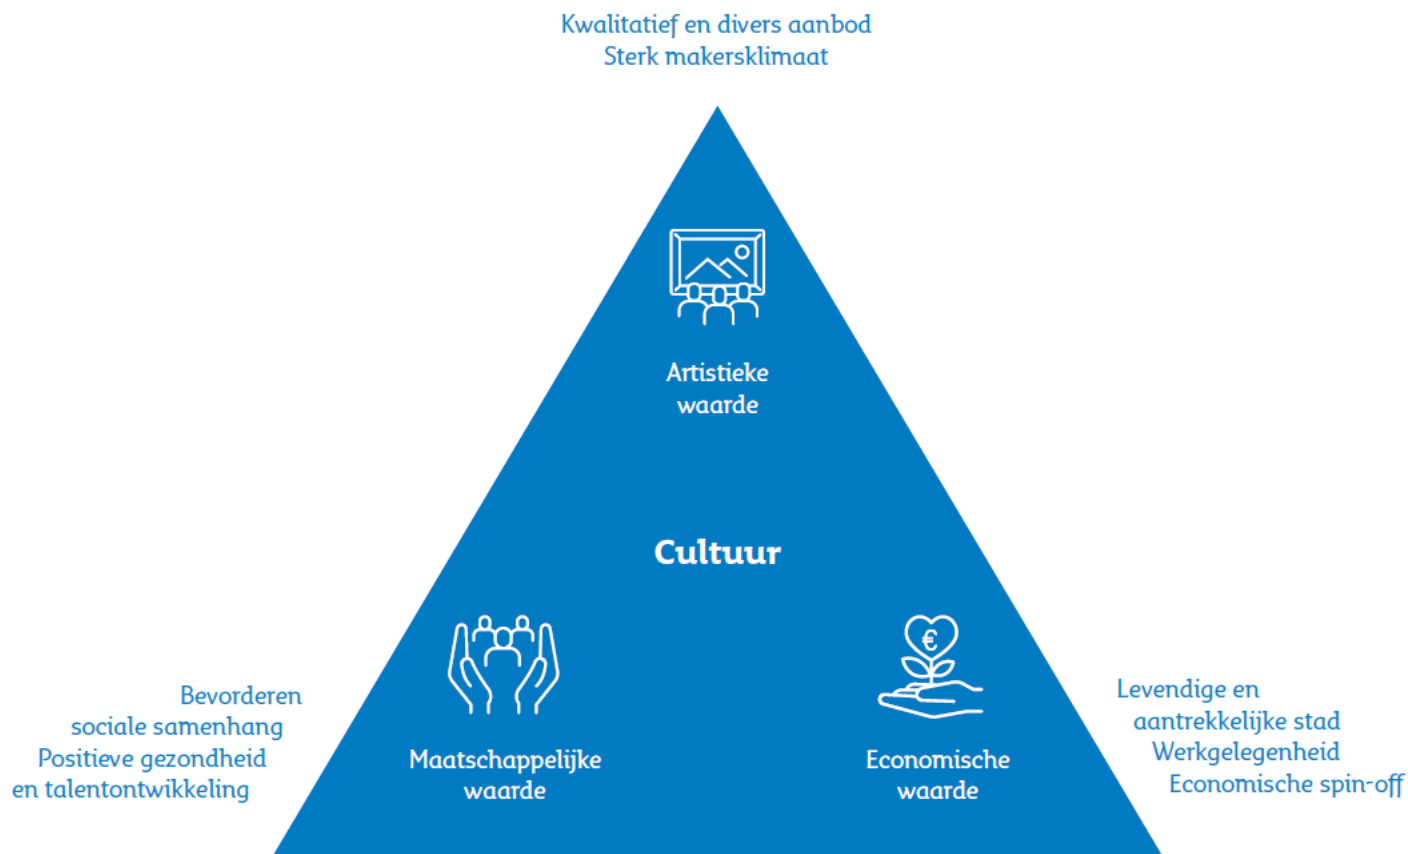 Kwalitatief en divers aanbod
Sterk makersklimaat
Artistieke
waarde
Cultuur
€
Bevorderen
sociale samenhang
Positieve gezondheid
en talentontwikkeling
Maatschappelijke
waarde
Economische
waarde
Levendige en
aantrekkelijke stad
Werkgelegenheid
Economische spin-off